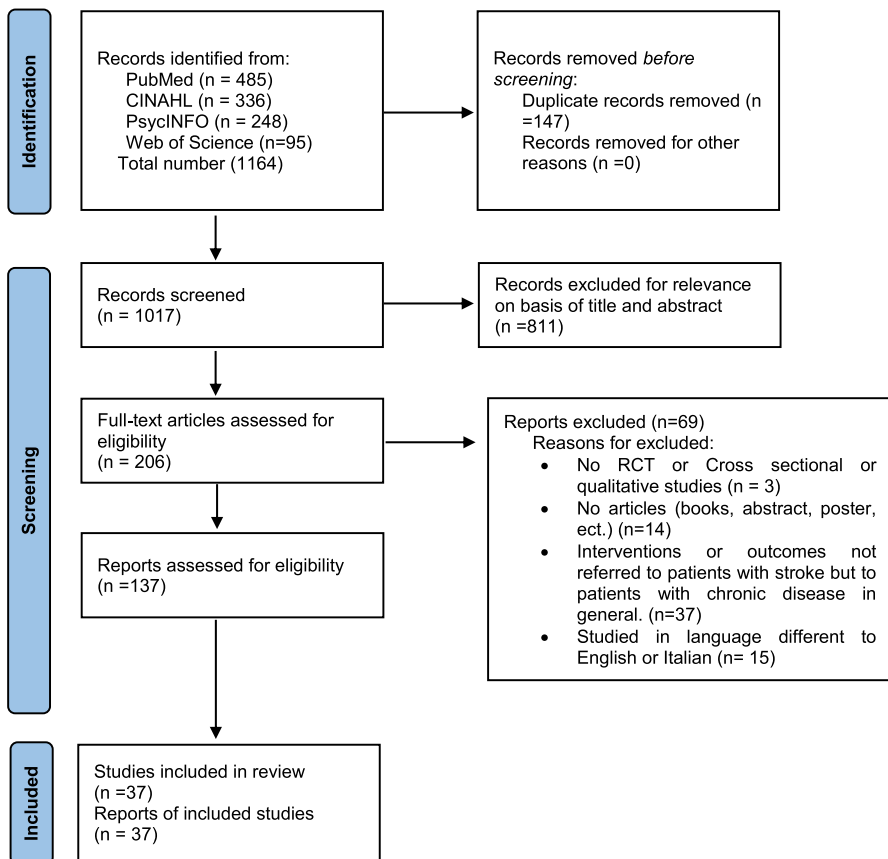 Identification
Records identified from:
PubMed (n = 485)
CINAHL (n = 336)
PsycINFO (n = 248)
Web of Science (n=95)
Total number (1164)
Records removed before
screening:
Duplicate records removed (n
=147)
Records removed for other
reasons (n =0)
Screening
Records screened
(n = 1017)
Records excluded for relevance
on basis of title and abstract
(n =811)
Full-text articles assessed for
eligibility
(n = 206)
Reports excluded (n=69)
Reasons for excluded:
• No RCT or Cross sectional or
qualitative studies (n = 3)
• No articles (books, abstract, poster,
ect.) (n=14)
• Interventions or outcomes not
referred to patients with stroke but to
patients with chronic disease in
general. (n=37)
• Studied in language different to
English or Italian (n= 15)
Reports assessed for eligibility
(n =137)
Included
Studies included in review
(n =37)
Reports of included studies
(n = 37)